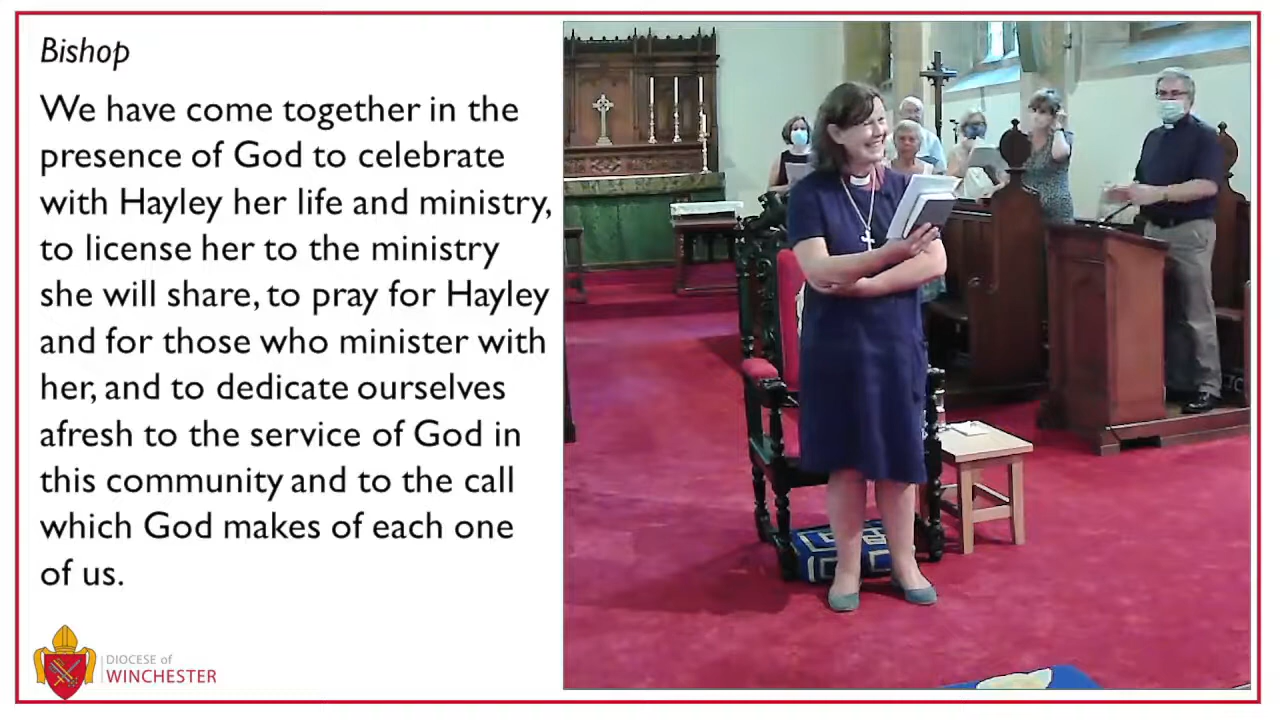 Bishop
We have come together in the
presence of God to celebrate
with Hayley her life and ministry,
to license her to the ministry
she will share, to pray for Hayley
and for those who minister with
her, and to dedicate ourselves
afresh to the service of God in
this community and to the call
which God makes of each one
of us.
DIOCESE of
WINCHESTER